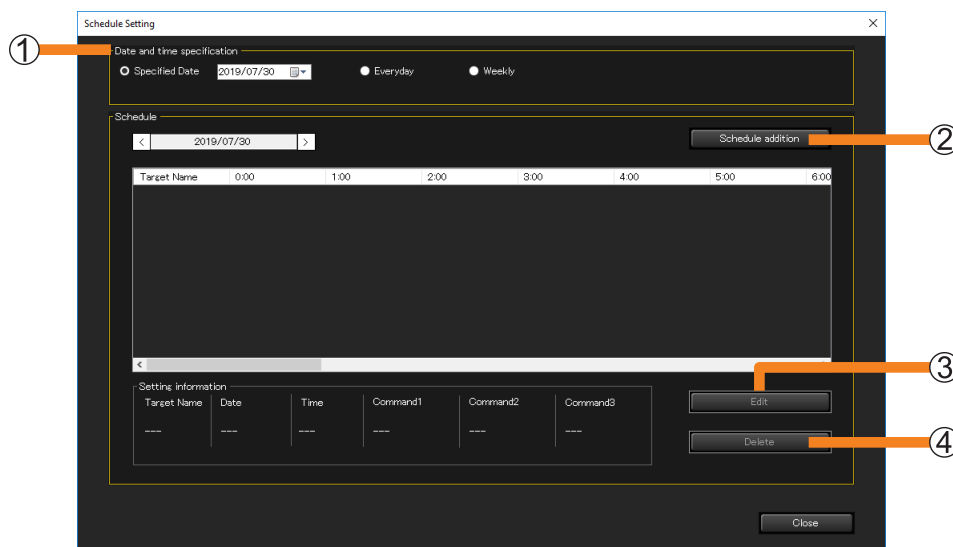 Schedule Setting
①
Date and time specification
Specified Date 2019/07/30 Everyday Weekly
Schedule
< 2019/07/30 > Schedule addition
②
Target Name 0:00 1:00 2:00 3:00 4:00 5:00 6:00
<
③
Setting information
Target Name Date Time Command1 Command2 Command3
Edit
--- --- --- --- --- ---
Delete
④
Close